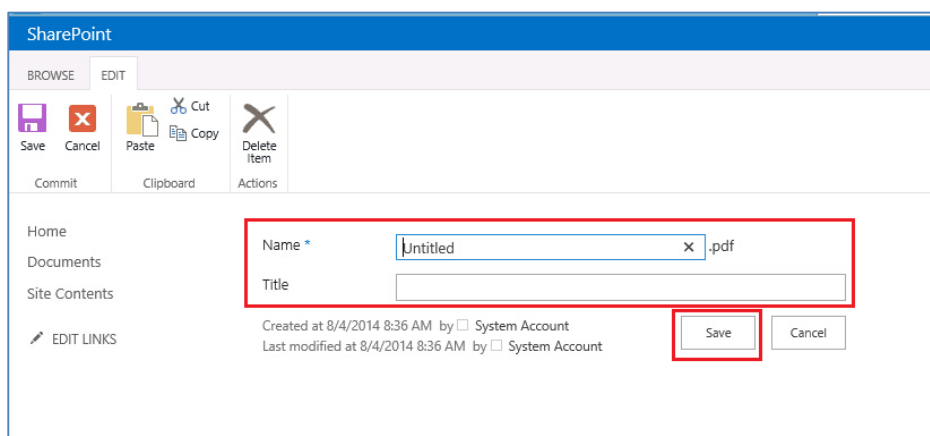 SharePoint
BROWSE EDIT
Save Cancel Paste Cut Copy Delete Item
Commit Clipboard Actions
Home
Documents
Site Contents
EDIT LINKS
Name * Untitled .pdf
Title
Created at 8/4/2014 8:36 AM by System Account
Last modified at 8/4/2014 8:36 AM by System Account
Save Cancel